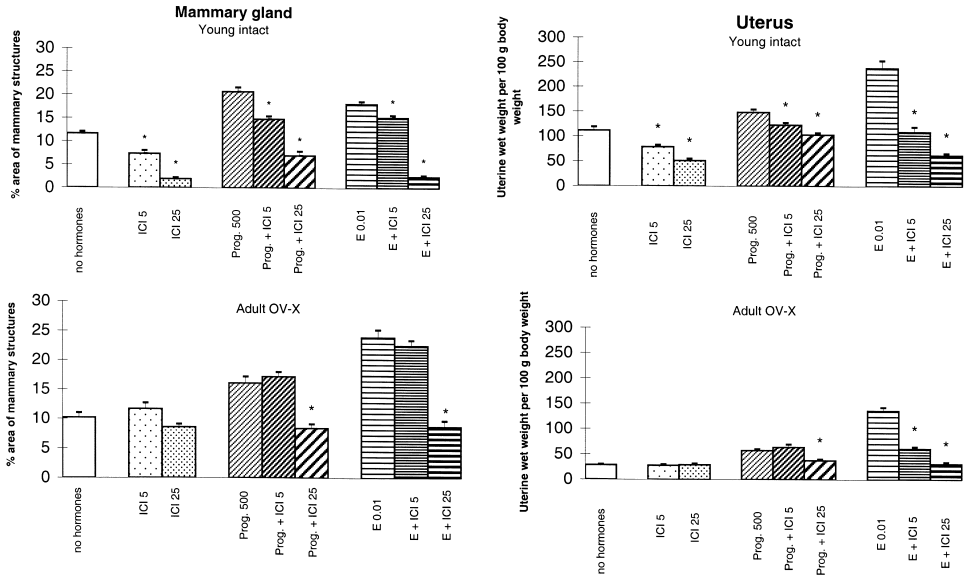 Mammary gland
Young intact
% area of mammary structures
30
25
20
15
10
5
0
*
*
*
*
*
*
no hormones
ICI 5
ICI 25
Prog. 500
Prog. + ICI 5
Prog. + ICI 25
E 0.01
E + ICI 5
E + ICI 25
Uterus
Young intact
Uterine wet weight per 100 g body
weight
300
250
200
150
100
50
0
*
*
*
*
*
*
no hormones
ICI 5
ICI 25
Prog. 500
Prog. + ICI 5
Prog. + ICI 25
E 0.01
E + ICI 5
E + ICI 25
Adult OV-X
% area of mammary structures
30
25
20
15
10
5
0
*
*
no hormones
ICI 5
ICI 25
Prog. 500
Prog. + ICI 5
Prog. + ICI 25
E 0.01
E + ICI 5
E + ICI 25
Adult OV-X
Uterine wet weight per 100 g body weight
300
250
200
150
100
50
0
*
*
*
no hormones
ICI 5
ICI 25
Prog. 500
Prog. + ICI 5
Prog. + ICI 25
E 0.01
E + ICI 5
E + ICI 25